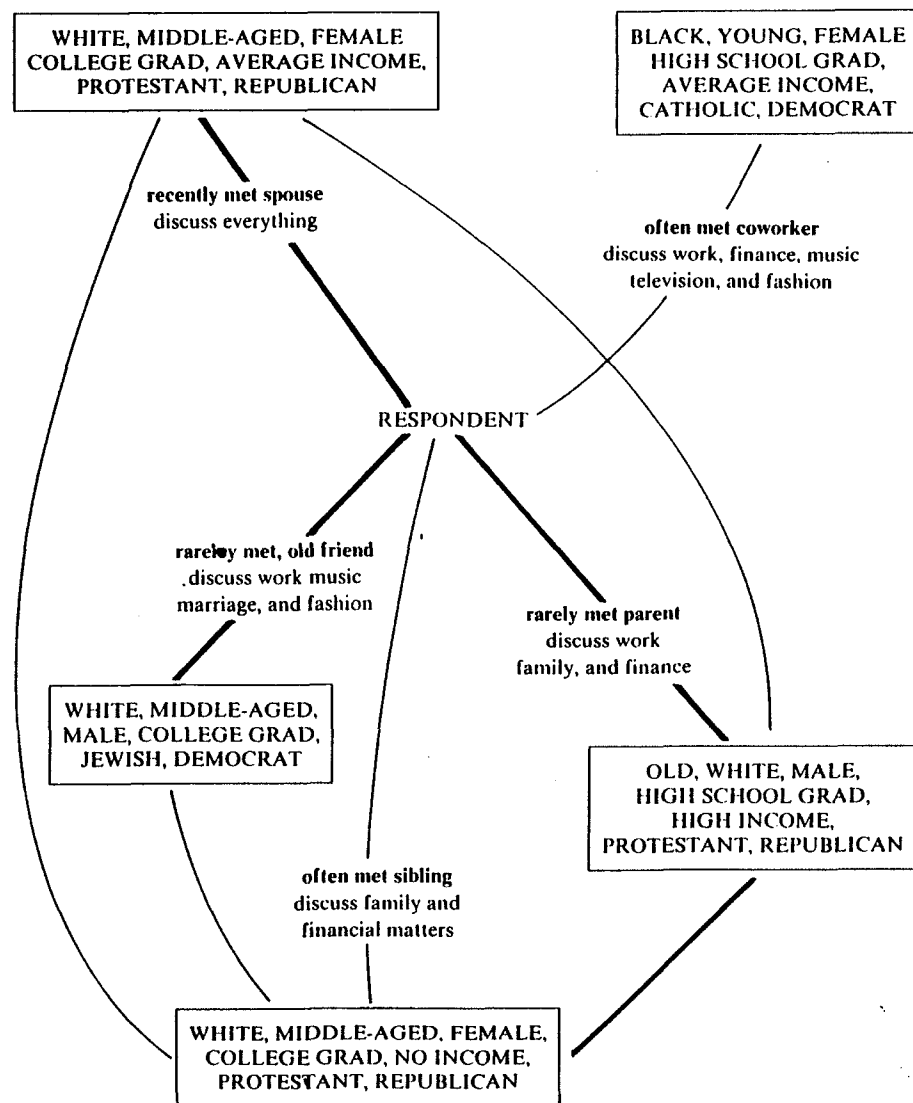 WHITE, MIDDLE-AGED, FEMALE
COLLEGE GRAD, AVERAGE INCOME,
PROTESTANT, REPUBLICAN
BLACK, YOUNG, FEMALE
HIGH SCHOOL GRAD,
AVERAGE INCOME,
CATHOLIC, DEMOCRAT
recently met spouse
discuss everything
often met coworker
discuss work, finance, music
television, and fashion
RESPONDENT
rarely met, old friend
.discuss work music
marriage, and fashion
rarely met parent
discuss work
family, and finance
WHITE, MIDDLE-AGED,
MALE, COLLEGE GRAD,
JEWISH, DEMOCRAT
OLD, WHITE, MALE,
HIGH SCHOOL GRAD,
HIGH INCOME,
PROTESTANT, REPUBLICAN
often met sibling
discuss family and
financial matters
WHITE, MIDDLE-AGED, FEMALE,
COLLEGE GRAD, NO INCOME,
PROTESTANT, REPUBLICAN